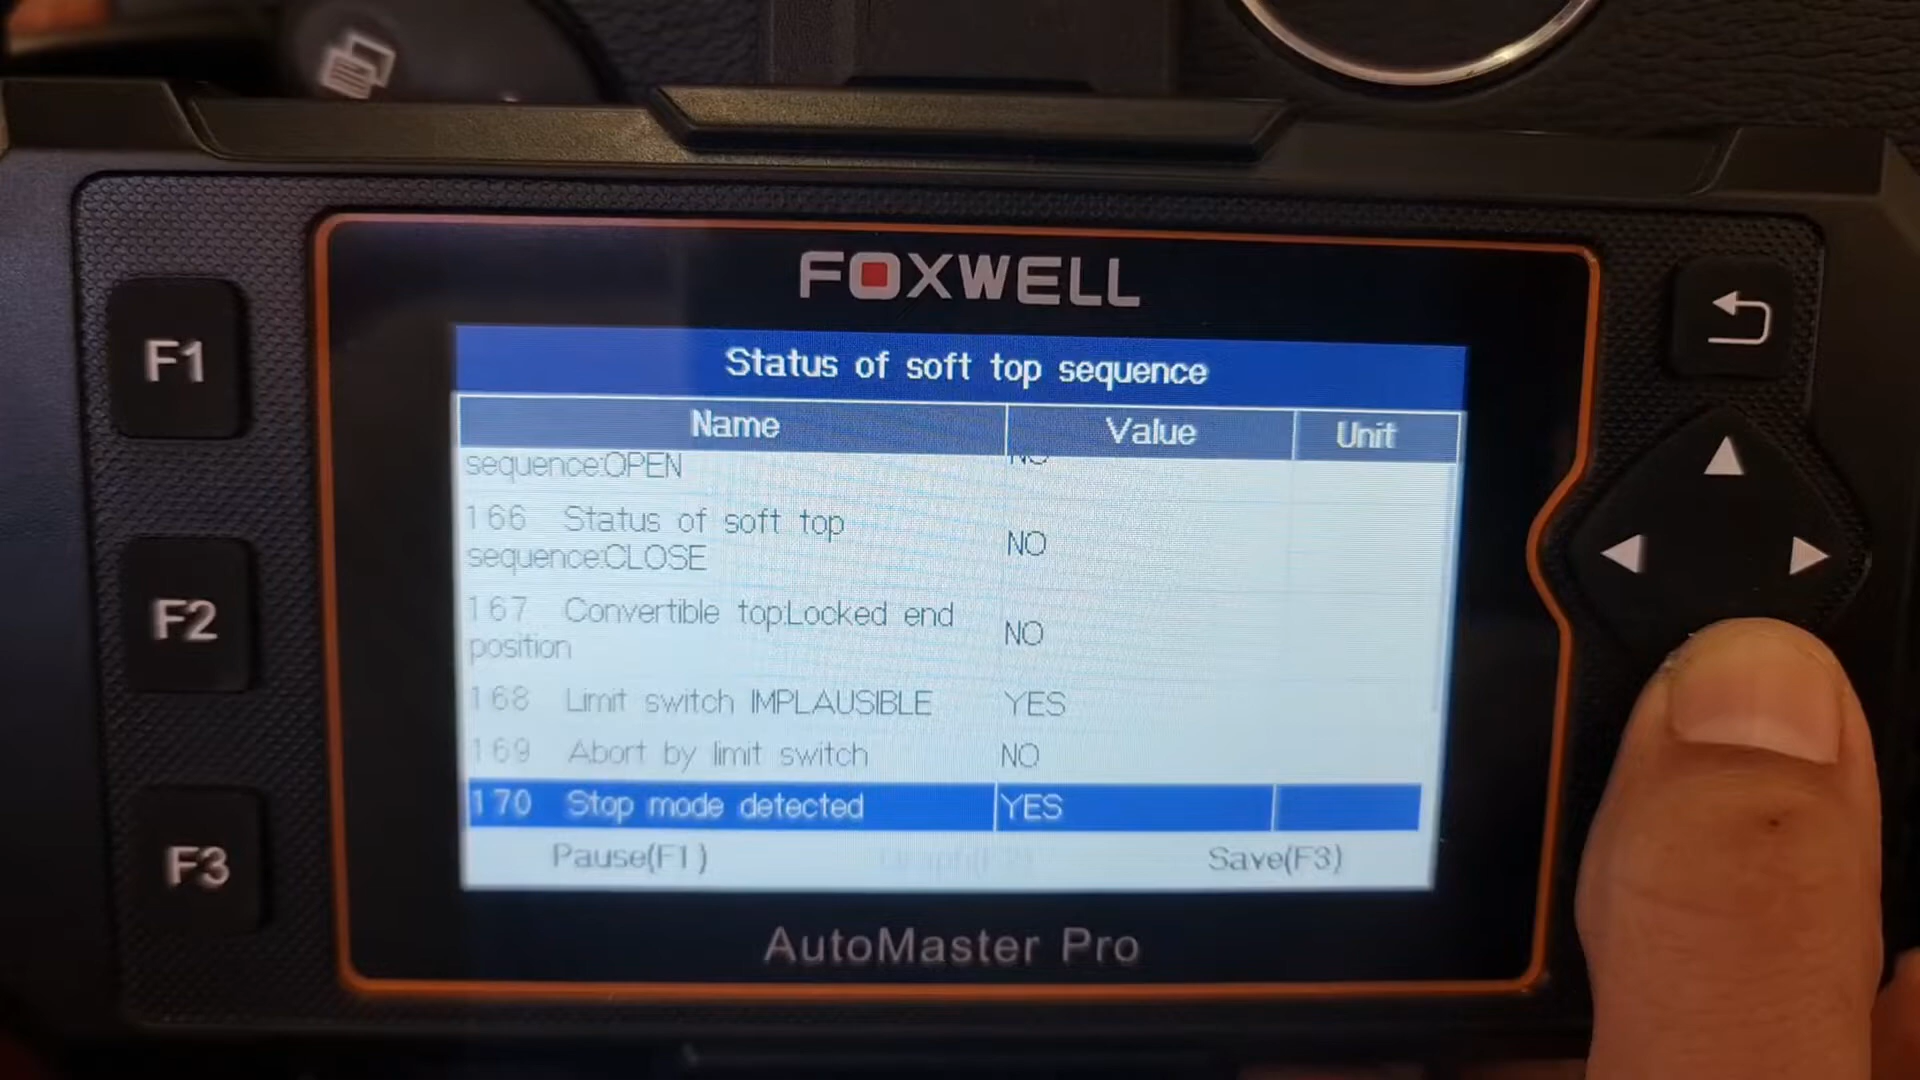 FOXWELL
Status of soft top sequence
Name Value Unit
sequence:OPEN NO
166 Status of soft top
sequence:CLOSE NO
167 Convertible top:Locked end
position NO
168 Limit switch IMPLAUSIBLE YES
169 Abort by limit switch NO
170 Stop mode detected YES
Pause(F1) Save(F3)
AutoMaster Pro
F1
F2
F3